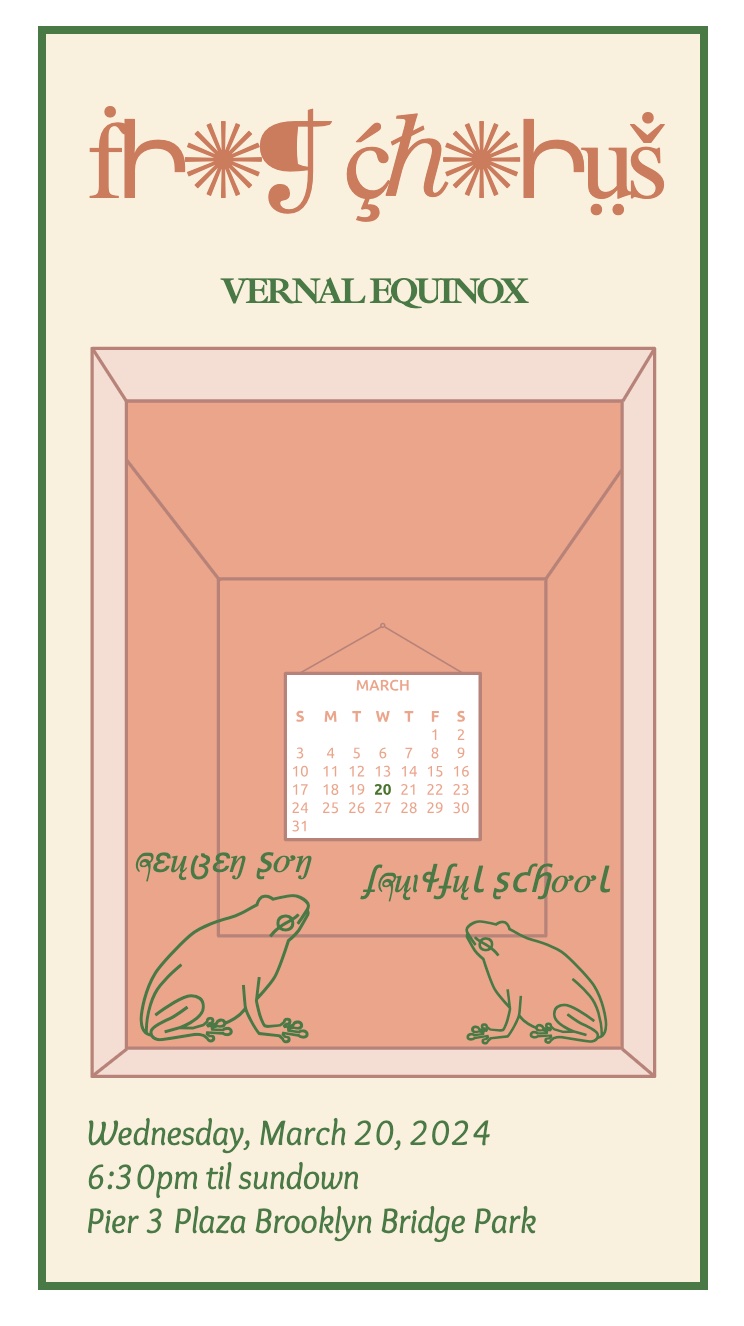 frog chorus
VERNAL EQUINOX
MARCH
S M T W T F S
1 2
3 4 5 6 7 8 9
10 11 12 13 14 15 16
17 18 19 20 21 22 23
24 25 26 27 28 29 30
31
reuben son
fruitful school
Wednesday, March 20, 2024
6:30pm til sundown
Pier 3 Plaza Brooklyn Bridge Park